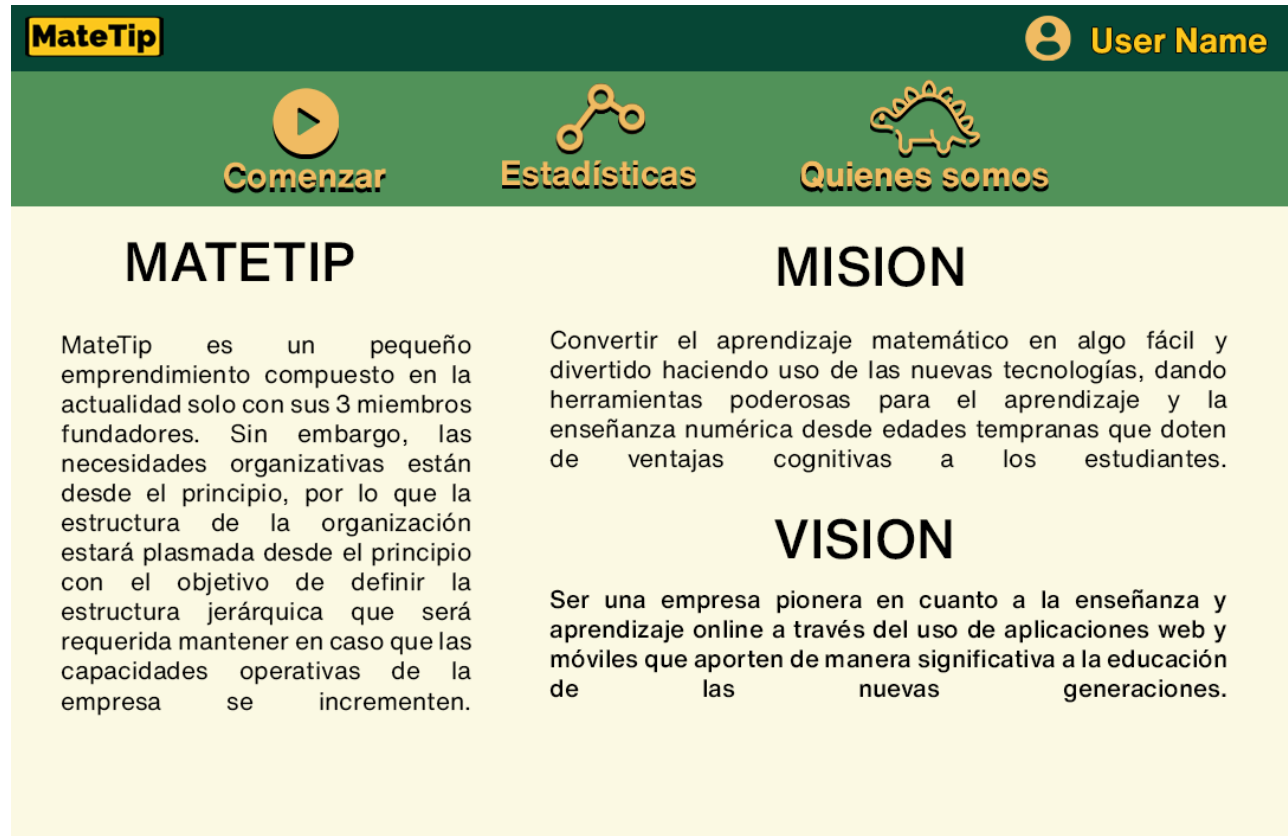 MateTip
User Name
Comenzar
Estadísticas
Quienes somos
MATETIP
MateTip es un pequeño
emprendimiento compuesto en la
actualidad solo con sus 3 miembros
fundadores. Sin embargo, las
necesidades organizativas están
desde el principio, por lo que la
estructura de la organización
estará plasmada desde el principio
con el objetivo de definir la
estructura jerárquica que será
requerida mantener en caso que las
capacidades operativas de la
empresa se incrementen.
MISION
Convertir el aprendizaje matemático en algo fácil y
divertido haciendo uso de las nuevas tecnologías, dando
herramientas poderosas para el aprendizaje y la
enseñanza numérica desde edades tempranas que doten
de ventajas cognitivas a los estudiantes.
VISION
Ser una empresa pionera en cuanto a la enseñanza y
aprendizaje online a través del uso de aplicaciones web y
móviles que aporten de manera significativa a la educación
de las nuevas generaciones.